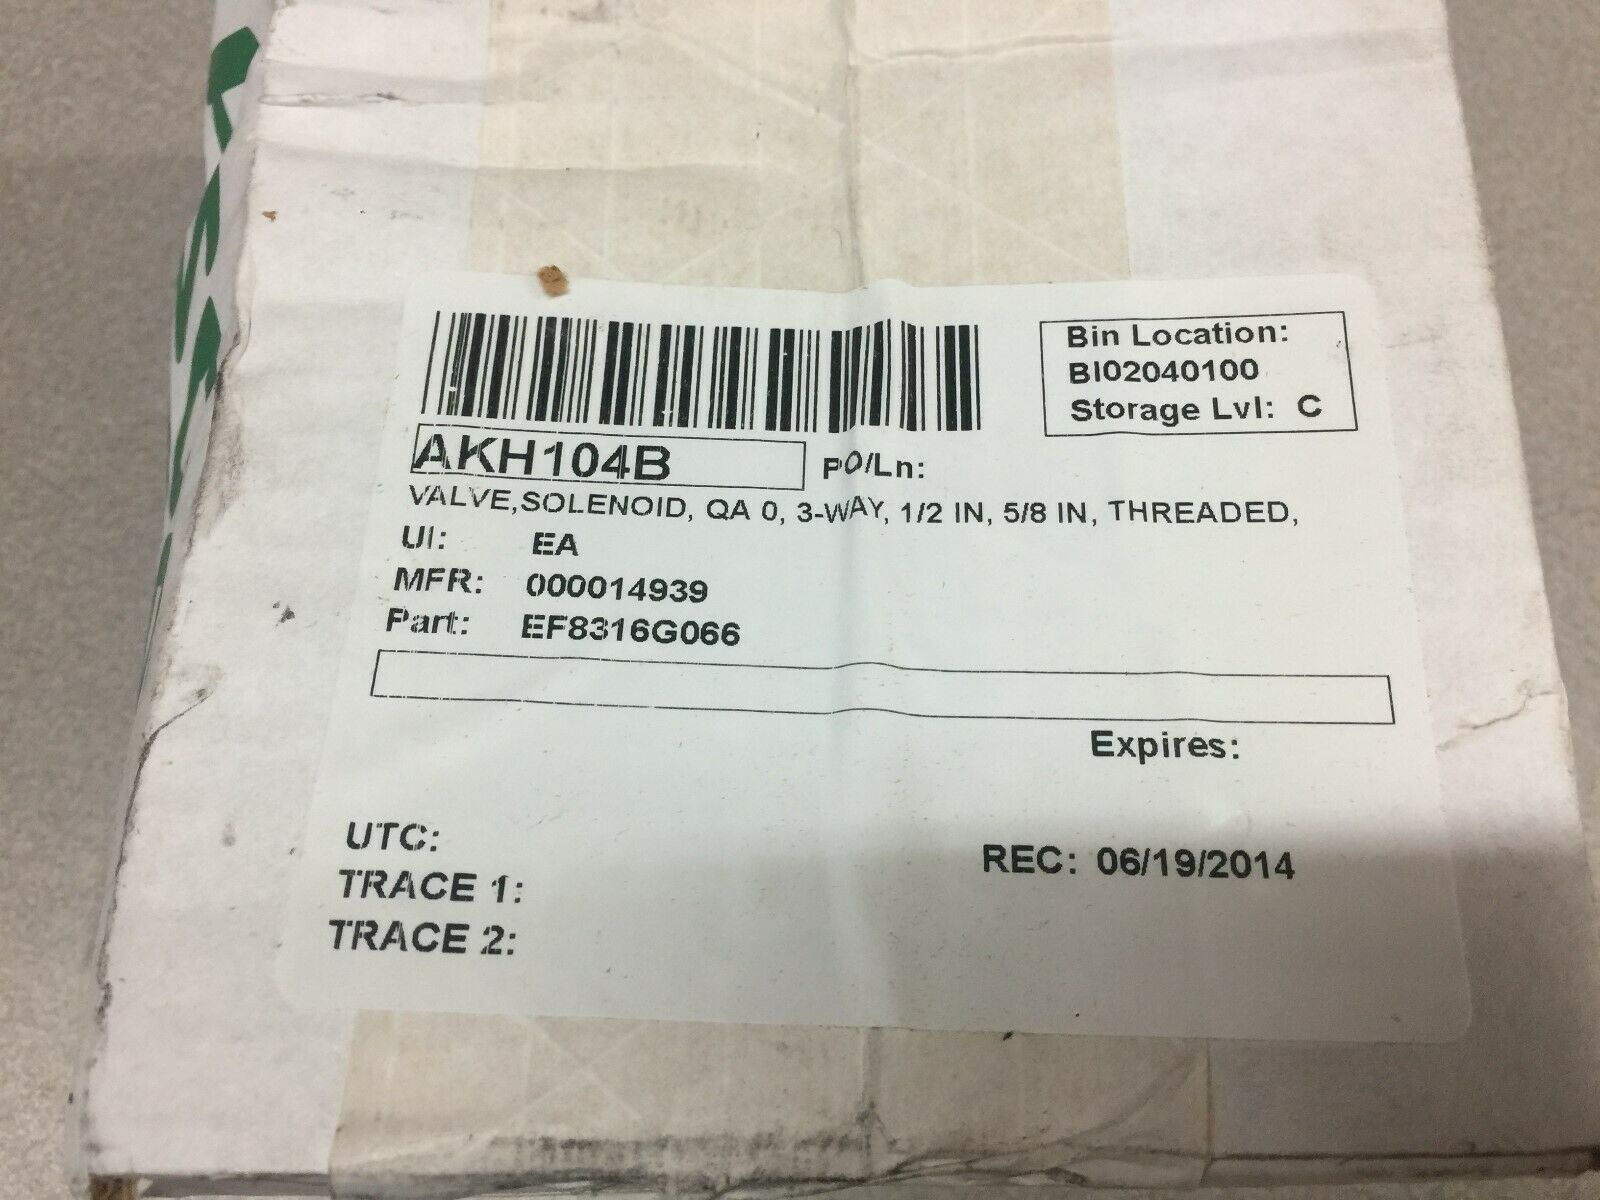 Bin Location:
BI02040100
Storage Lvl: C
AKH104B
PO/Ln:
VALVE,SOLENOID, QA 0, 3-WAY, 1/2 IN, 5/8 IN, THREADED,
UI: EA
MFR: 000014939
Part: EF8316G066
Expires:
UTC:
REC: 06/19/2014
TRACE 1:
TRACE 2: